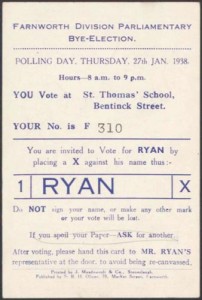 FARNWORTH DIVISION PARLIAMENTARY
BYE-ELECTION.
POLLING DAY, THURSDAY, 27th JAN. 1938.
Hours—8 a.m. to 9 p.m.
YOU Vote at St. Thomas' School,
Bentinck Street.
YOUR No. is F 310
You are invited to Vote for RYAN by
placing a X against his name thus:-
1 RYAN X
Do NOT sign your name, or make any other mark
or your vote will be lost.
If you spoil your Paper—ASK for another
After voting, please hand this card to MR. RYAN'S
representative at the door, to avoid being re-canvassed.
Printed by J.
Published by